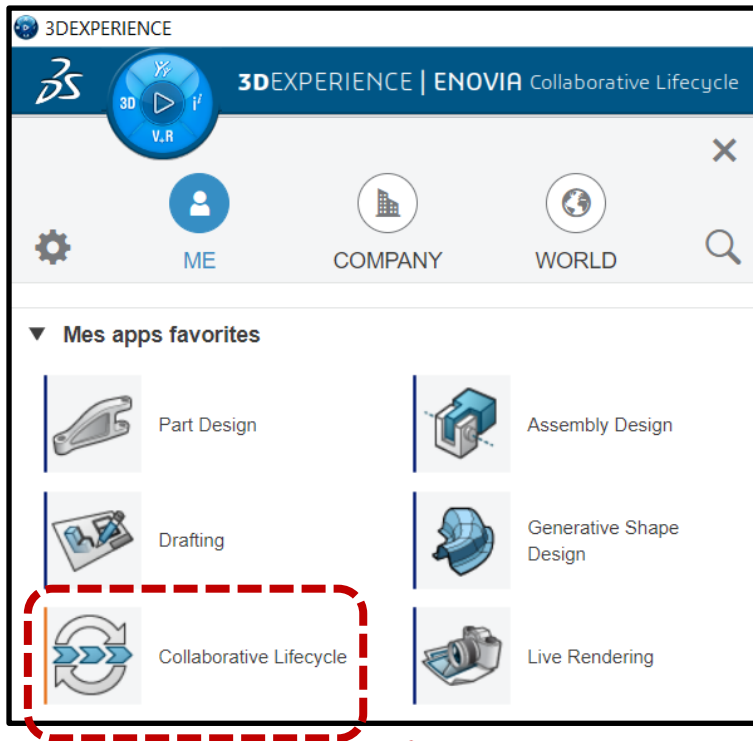 3DEXPERIENCE
3DEXPERIENCE | ENOVIA Collaborative Lifecycle
3D
V.R
ME
COMPANY
WORLD
Mes apps favorites
Part Design
Assembly Design
Drafting
Generative Shape
Design
Collaborative Lifecycle
Live Rendering